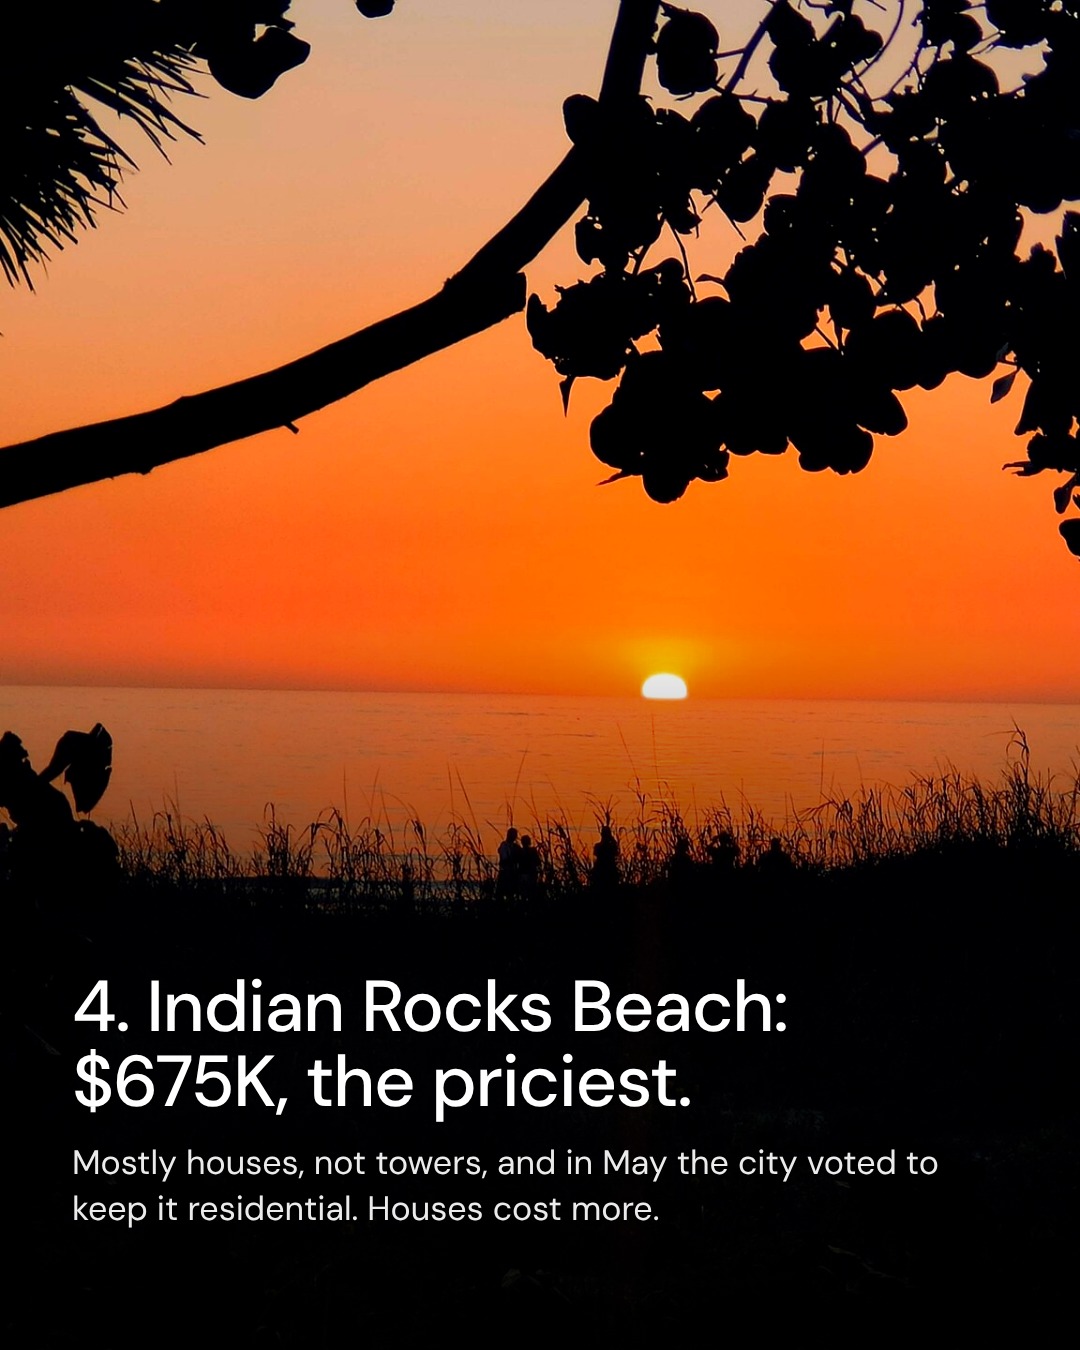 4. Indian Rocks Beach:
$675K, the priciest.
Mostly houses, not towers, and in May the city voted to
keep it residential. Houses cost more.